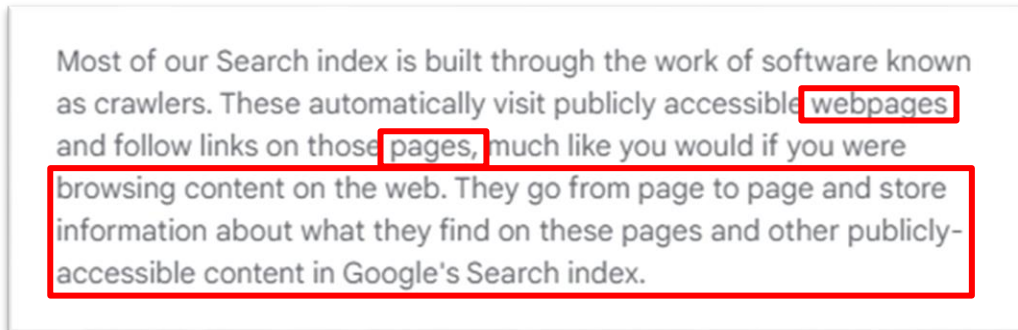 Most of our Search index is built through the work of software known
as crawlers. These automatically visit publicly accessible webpages
and follow links on those pages, much like you would if you were
browsing content on the web. They go from page to page and store
information about what they find on these pages and other publicly-
accessible content in Google's Search index.